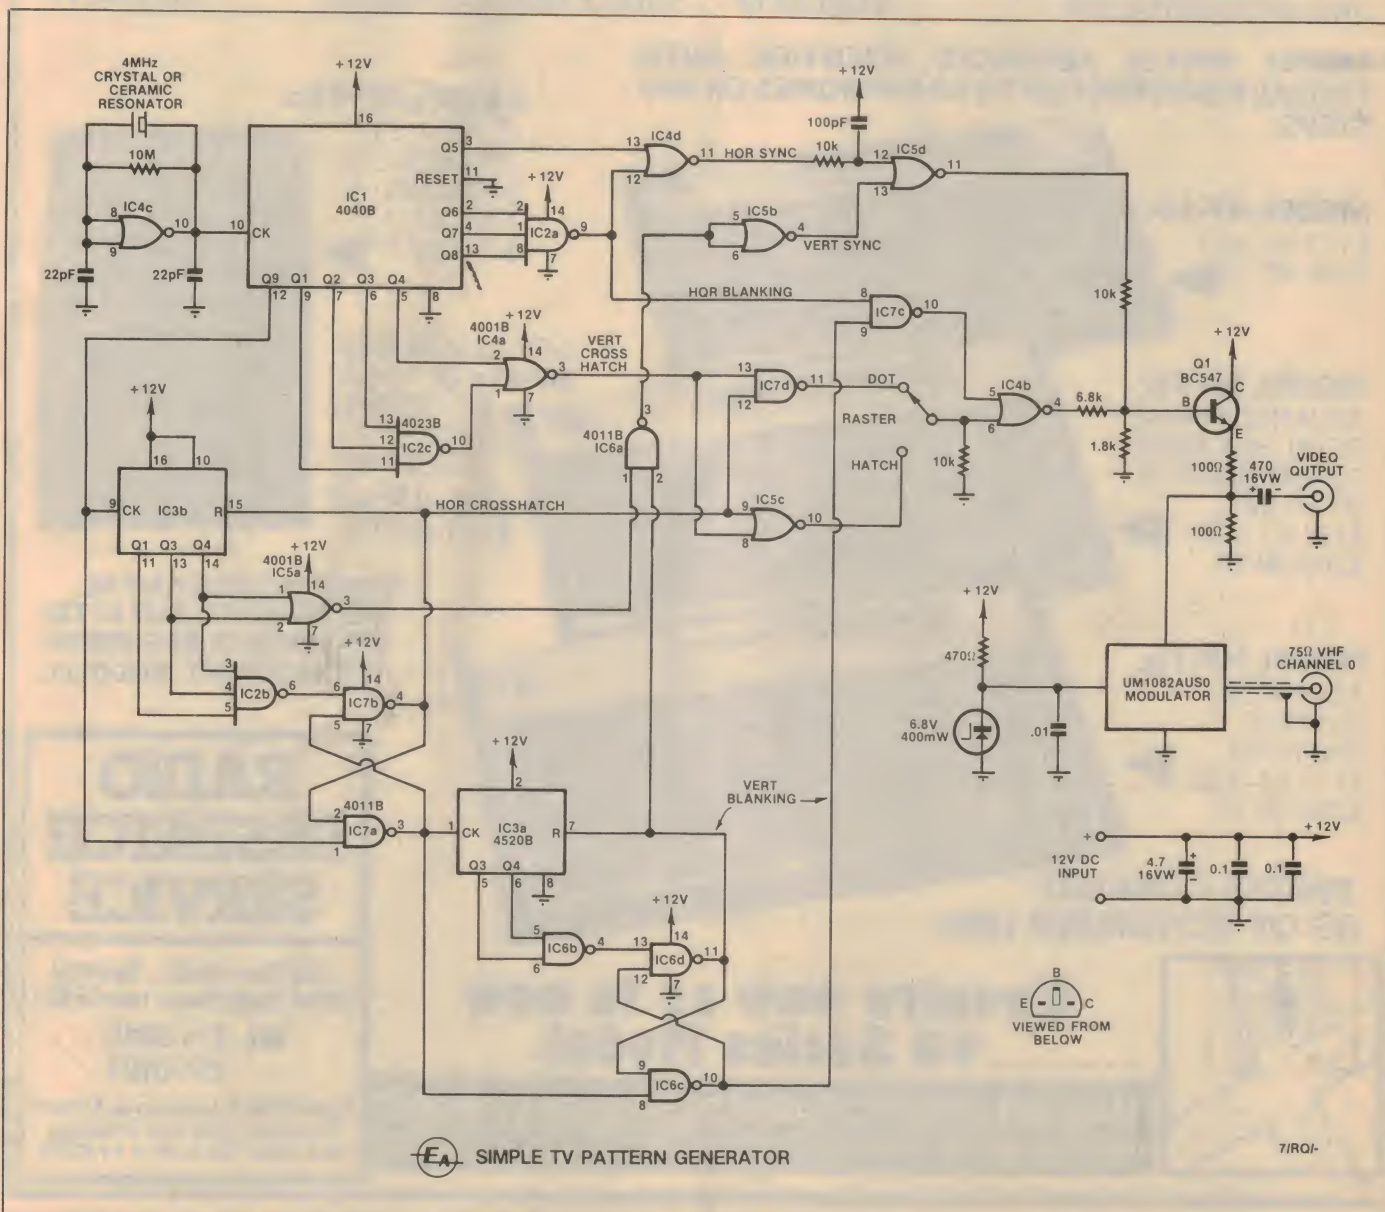 4MHz
CRYSTAL OR
CERAMIC
RESONATOR
10M
IC4c
8
9
10
22pF
22pF
+12V
16
10
CK
IC1
4040B
Q5
3
RESET
11
Q6
2
Q7
4
Q8
13
Q9
12
Q1
9
Q2
7
Q3
6
Q4
5
8
+12V
2
1
8
14
IC2a
7
9
13
12
IC4d
11
HOR SYNC
10k
+12V
100pF
12
13
IC5d
11
5
6
IC5b
4
VERT SYNC
HOR BLANKING
8
9
IC7c
10
10k
+12V
4001B
IC4a
2
1
14
7
3
VERT
CROSS
HATCH
13
12
11
4023B
IC2c
10
13
12
IC7d
11
DOT
RASTER
HATCH
10k
5
6
IC4b
4
6.8k
1.8k
+12V
Q1
BC547
B
C
E
100Ω
470
16VW
+
-
VIDEO
OUTPUT
100Ω
3
4011B
IC6a
1
2
9
8
IC5c
10
+12V
16
10
9
CK
IC3b
R
15
HOR CROSSHATCH
Q1
11
Q3
13
Q4
14
+12V
4001B
IC5a
1
2
14
7
3
3
4
5
IC2b
6
+12V
6
5
14
IC7b
7
4
4011B
2
1
IC7a
3
+12V
2
1
CK
IC3a
4520B
R
7
Q3
5
Q4
6
8
VERT
BLANKING
5
6
IC6b
4
+12V
13
12
14
IC6d
7
11
9
8
IC6c
10
+12V
470Ω
6.8V
400mW
.01
UM1082AUS0
MODULATOR
75Ω VHF
CHANNEL 0
+
12V DC
INPUT
4.7
16VW
+
-
0.1
0.1
+12V
B
E
C
VIEWED FROM
BELOW
EA SIMPLE TV PATTERN GENERATOR
7/RQ/-